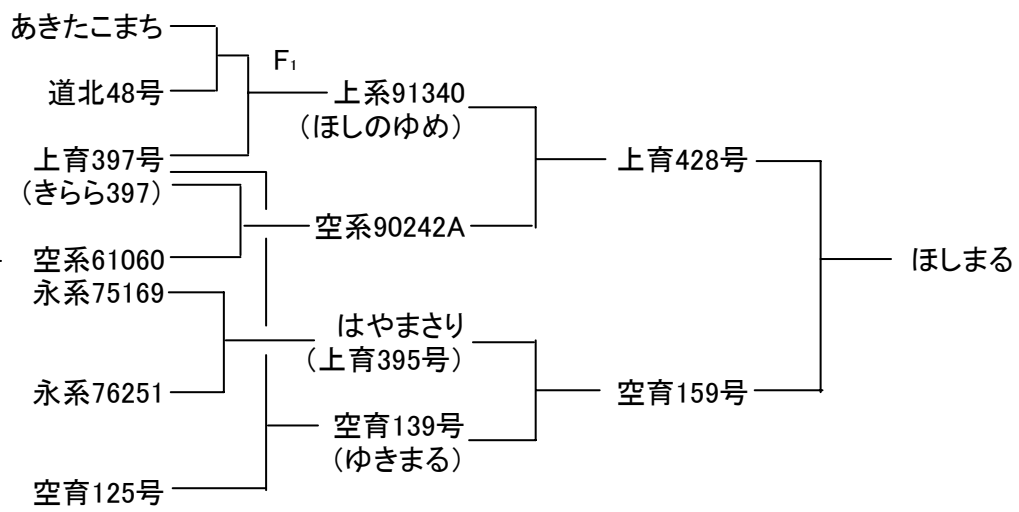 あきたこまち
道北48号
F₁
上系91340
(ほしのゆめ)
上育397号
(きらら397)
上育428号
空系90242A
空系61060
永系75169
ほしまる
はやまさり
(上育395号)
永系76251
空育159号
空育139号
(ゆきまる)
空育125号